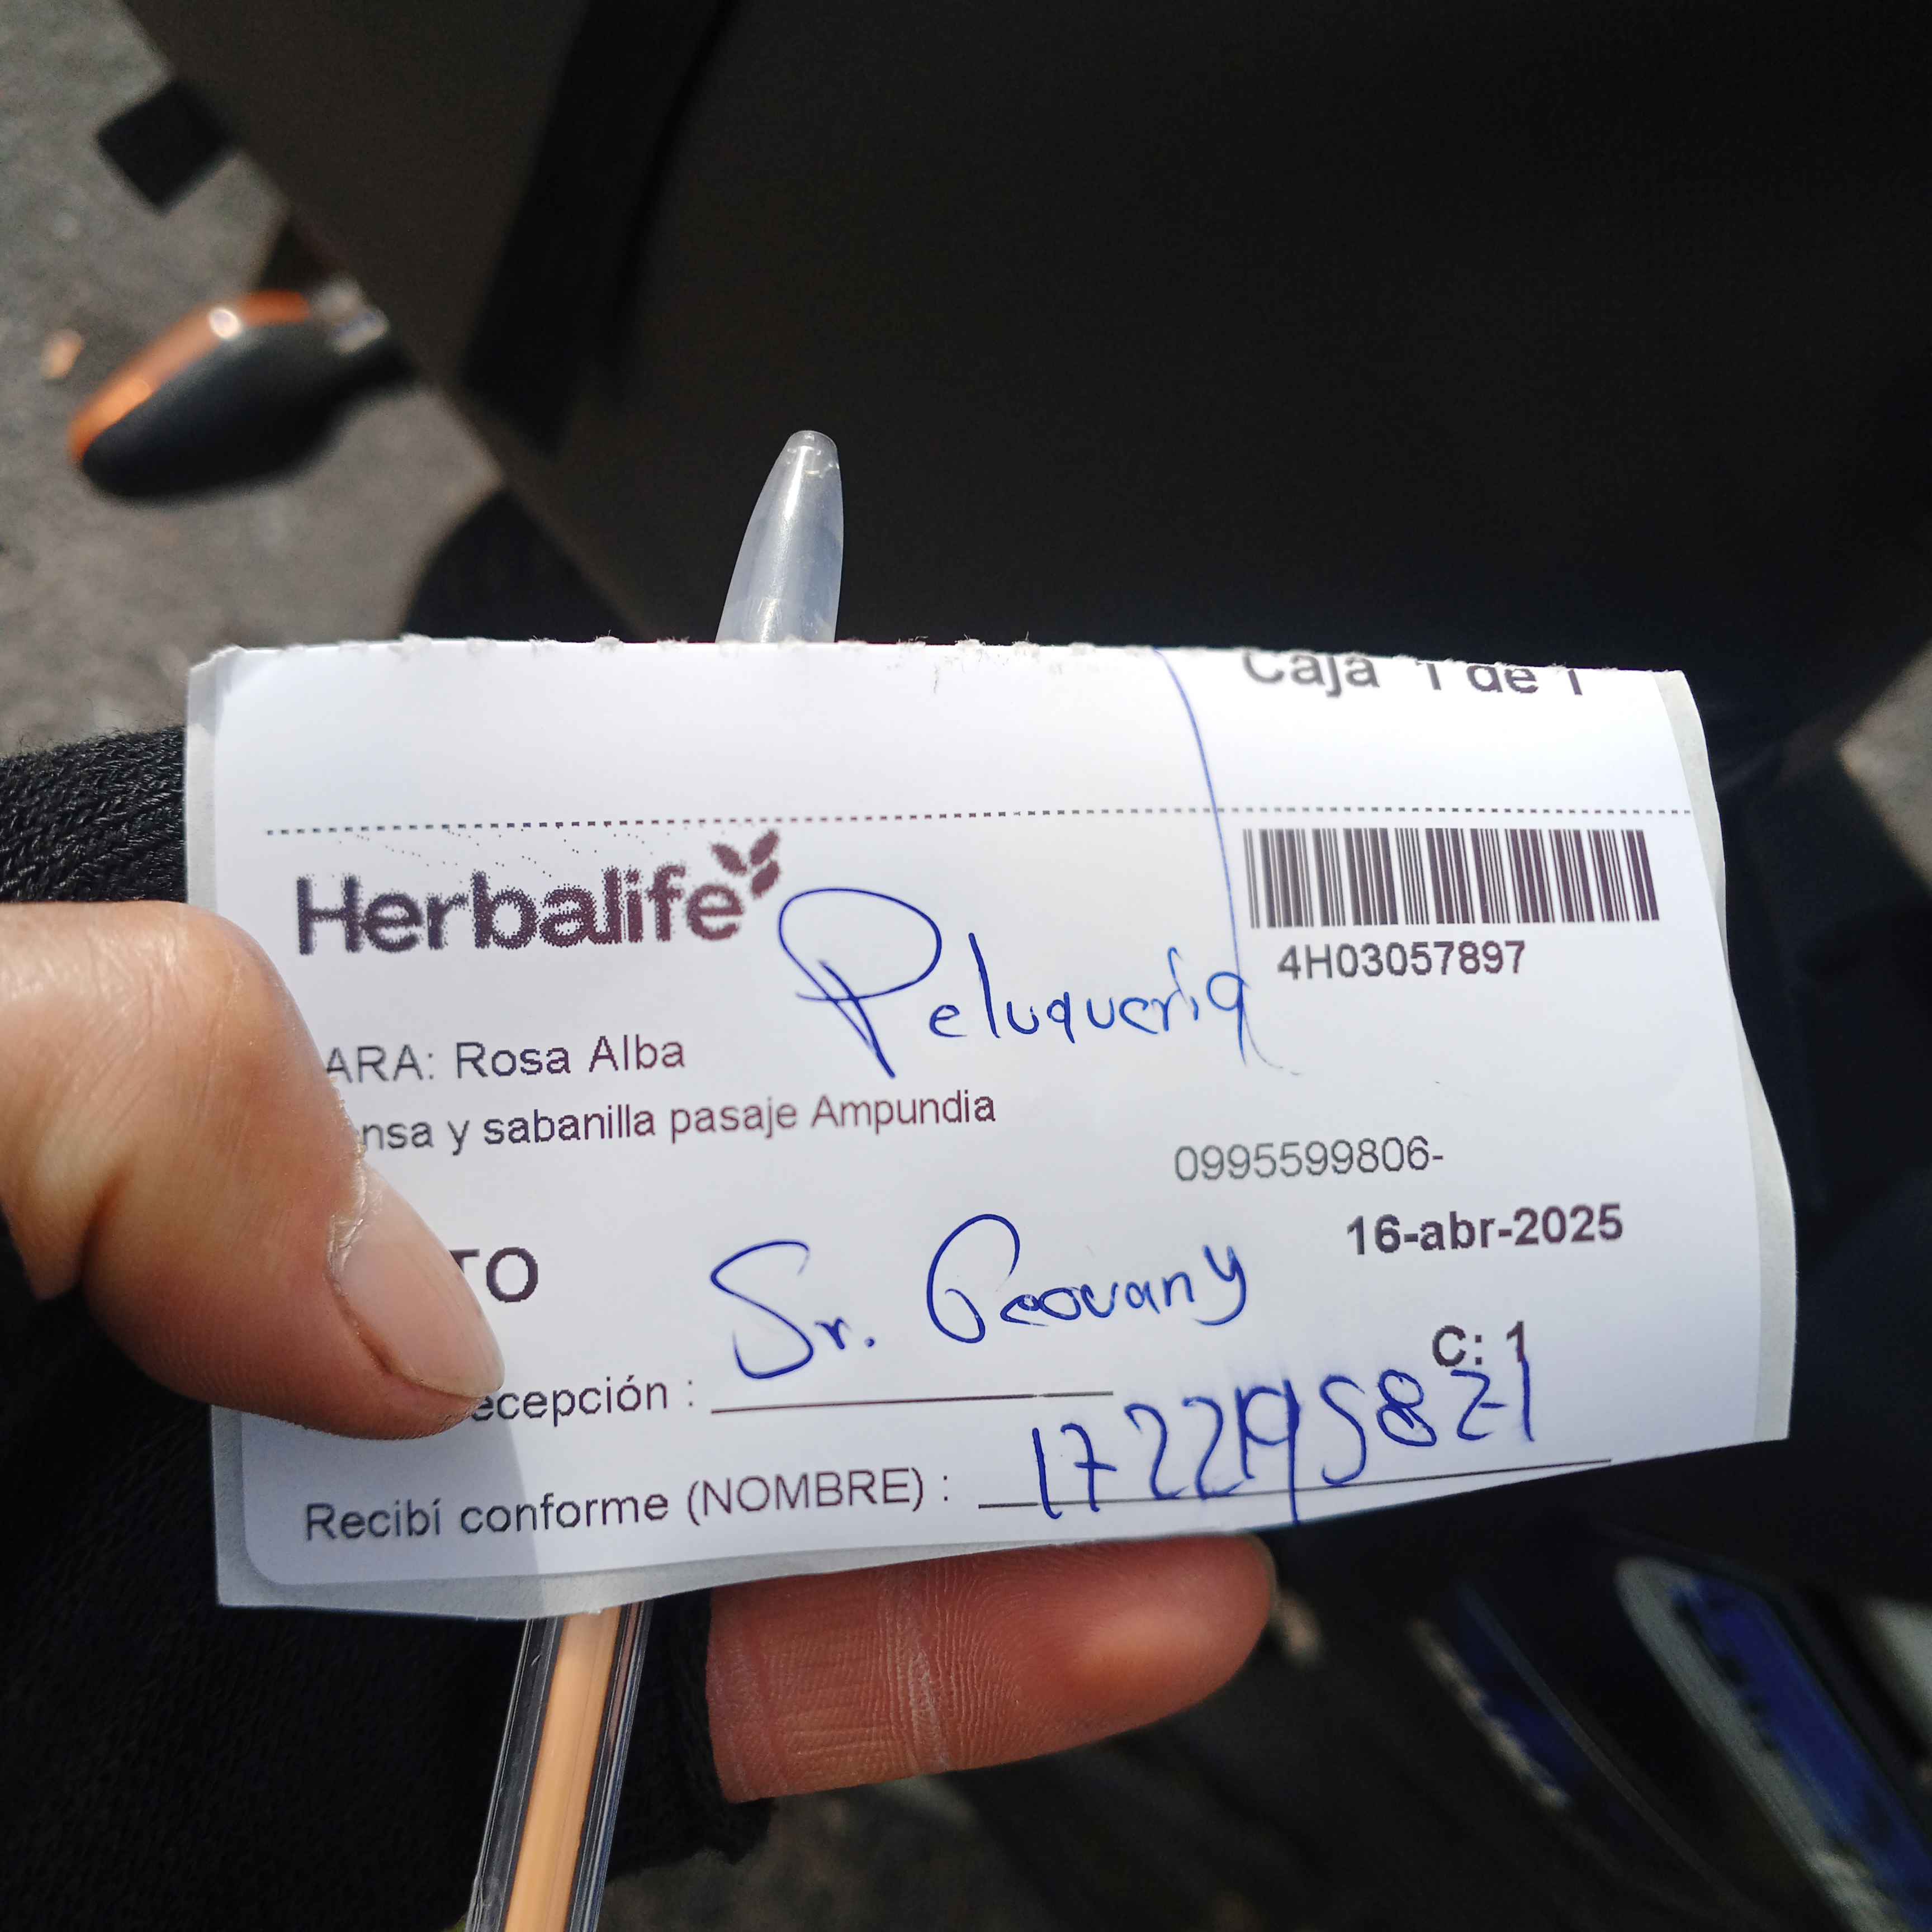 Caja 1 de 1
Herbalife
Peluquería
4H03057897
ARA: Rosa Alba
nsa y sabanilla pasaje Ampundia
0995599806-
16-abr-2025
TO
Sr. Geovany
C: 1
ecepción :
Recibí conforme (NOMBRE) :